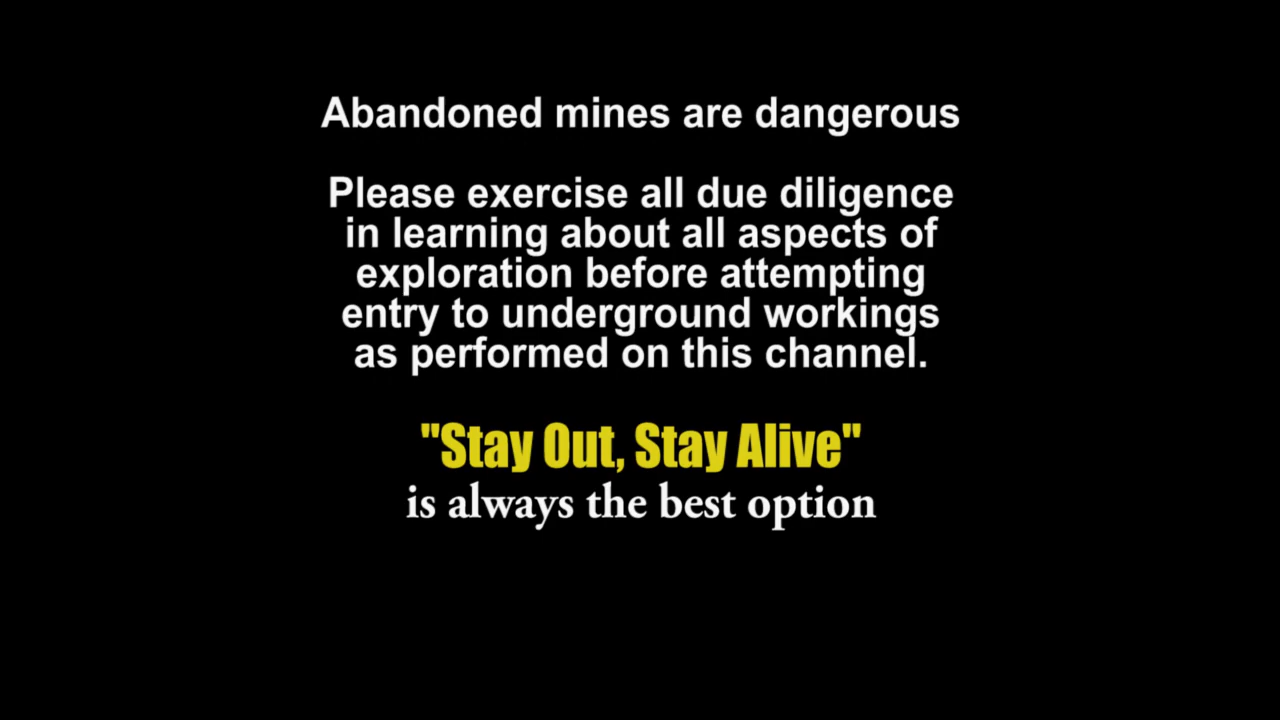 Abandoned mines are dangerous
Please exercise all due diligence
in learning about all aspects of
exploration before attempting
entry to underground workings
as performed on this channel.
"Stay Out, Stay Alive"
is always the best option